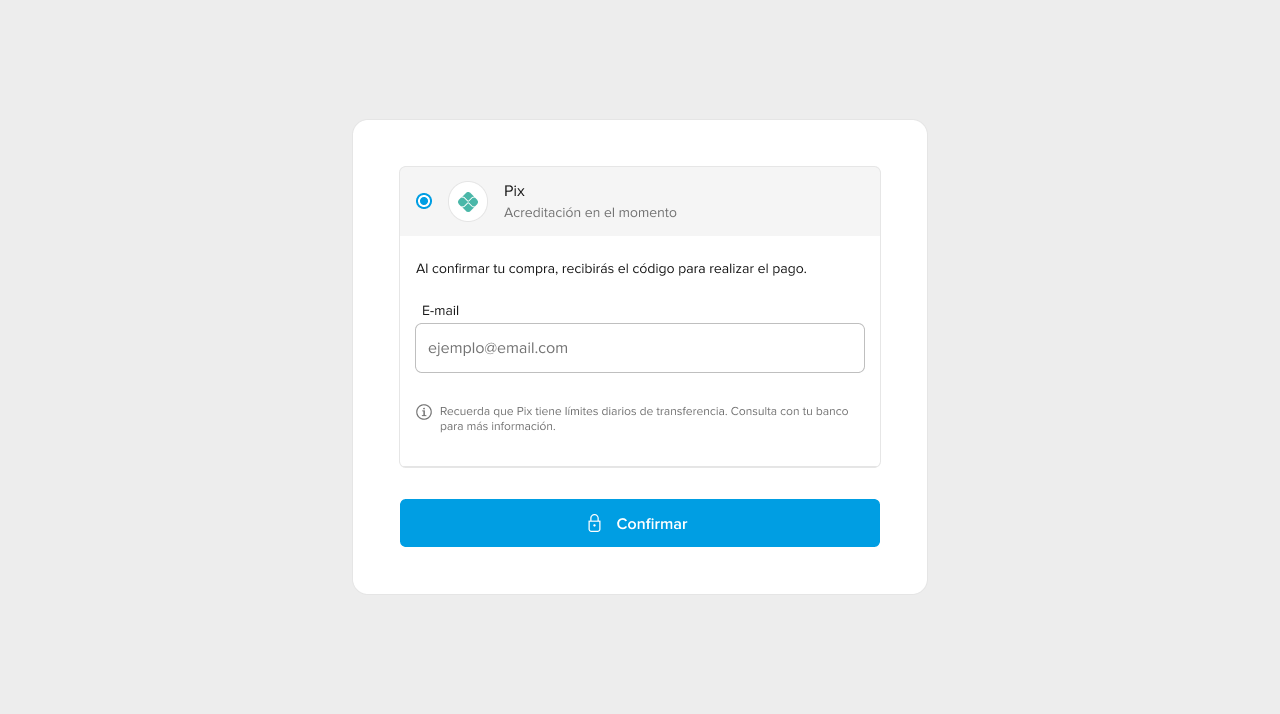 Pix
Acreditación en el momento
Al confirmar tu compra, recibirás el código para realizar el pago.
E-mail
ejemplo@email.com
Recuerda que Pix tiene límites diarios de transferencia. Consulta con tu banco
para más información.
Confirmar